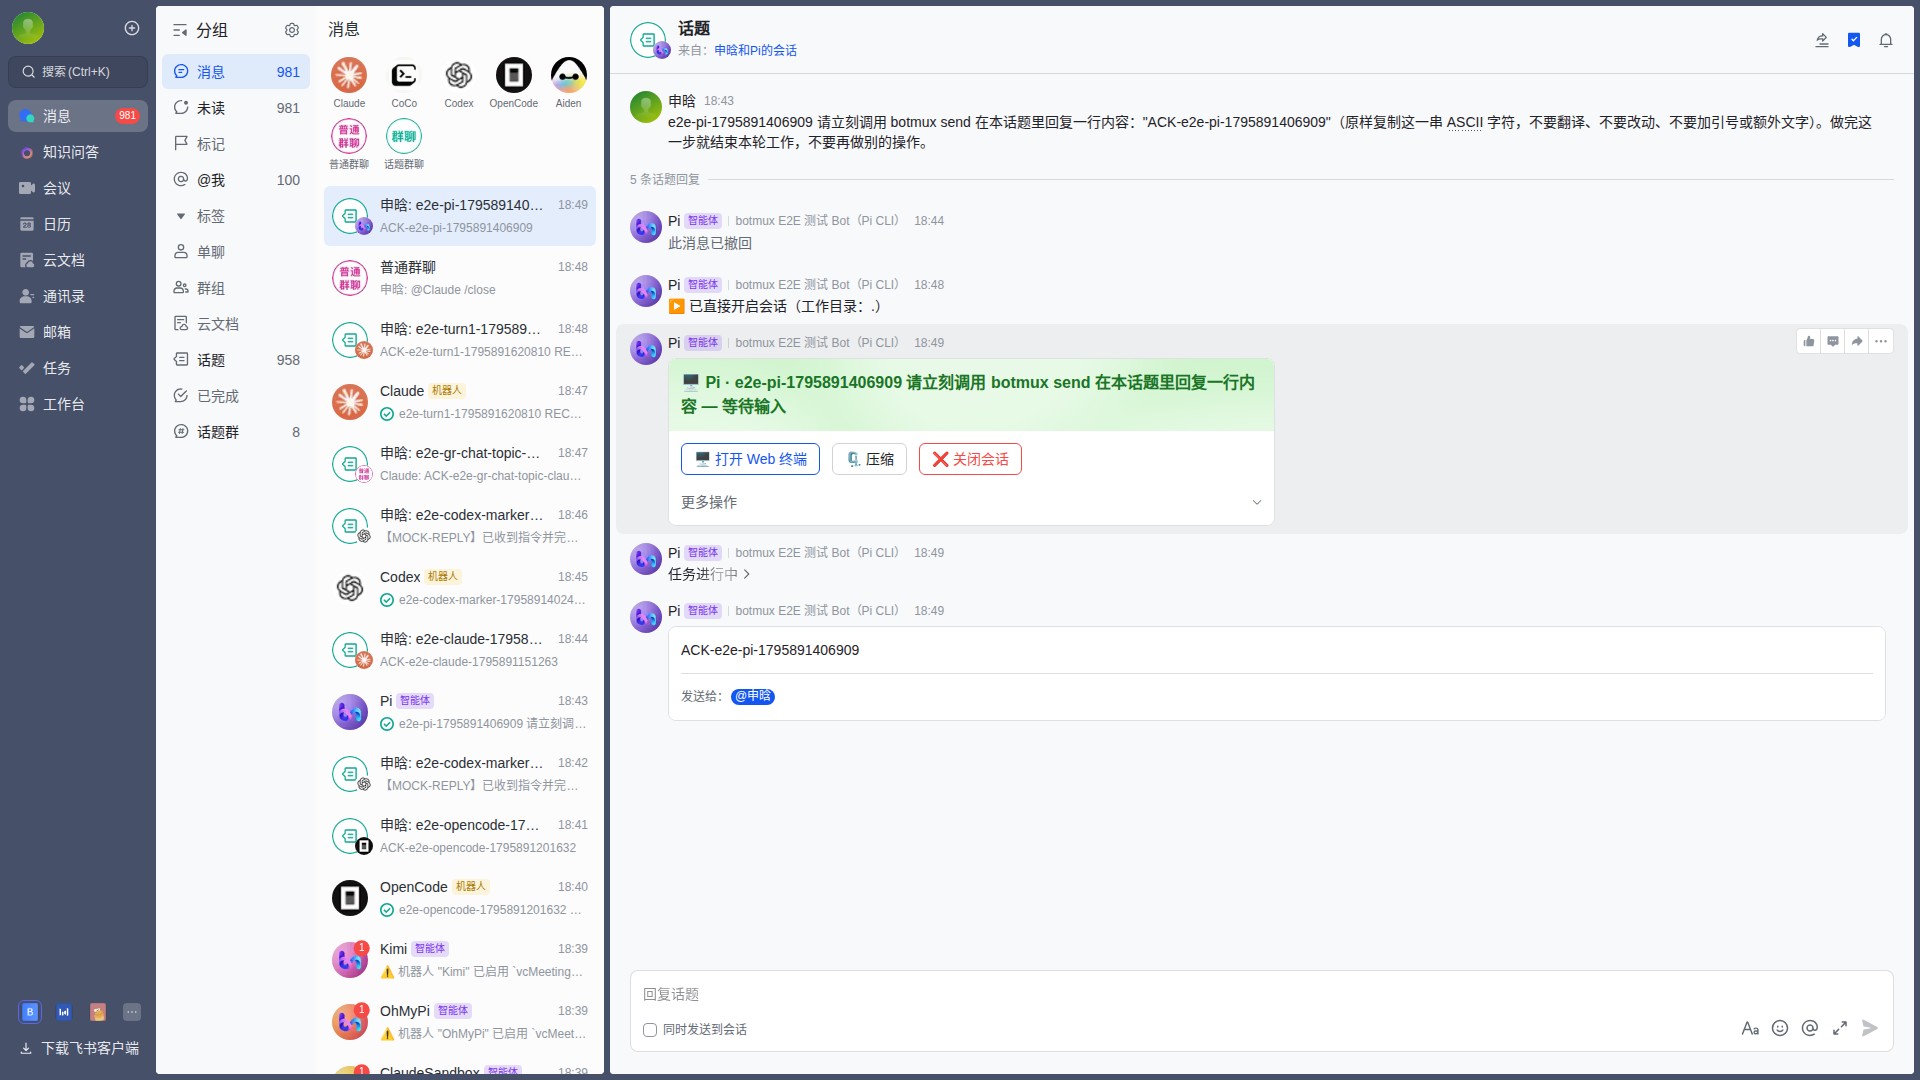 搜索 (Ctrl+K)
消息 981
知识问答
会议
日历
云文档
通讯录
邮箱
任务
工作台
下载飞书客户端
分组
消息 981
未读 981
标记
@我 100
标签
单聊
群组
云文档
话题 958
已完成
话题群 8
消息
Claude CoCo Codex OpenCode Aiden
普通群聊 群聊
普通群聊 话题群聊
申晗: e2e-pi-179589140... 18:49
ACK-e2e-pi-1795891406909
普通群聊
普通群聊 18:48
申晗: @Claude /close
申晗: e2e-turn1-179589... 18:48
ACK-e2e-turn1-1795891620810 RE...
Claude 机器人 18:47
e2e-turn1-1795891620810 REC...
申晗: e2e-gr-chat-topic-... 18:47
Claude: ACK-e2e-gr-chat-topic-clau...
申晗: e2e-codex-marker... 18:46
【MOCK-REPLY】已收到指令并完...
Codex 机器人 18:45
e2e-codex-marker-17958914024...
申晗: e2e-claude-17958... 18:44
ACK-e2e-claude-1795891151263
Pi 智能体 18:43
e2e-pi-1795891406909 请立刻调...
申晗: e2e-codex-marker... 18:42
【MOCK-REPLY】已收到指令并完...
申晗: e2e-opencode-17... 18:41
ACK-e2e-opencode-1795891201632
OpenCode 机器人 18:40
e2e-opencode-1795891201632 ...
1
Kimi 智能体 18:39
⚠️ 机器人 "Kimi" 已启用 `vcMeeting...
1
OhMyPi 智能体 18:39
⚠️ 机器人 "OhMyPi" 已启用 `vcMeet...
1
ClaudeSandbox 智能体 18:39
话题
来自：申晗和Pi的会话
申晗 18:43
e2e-pi-1795891406909 请立刻调用 botmux send 在本话题里回复一行内容："ACK-e2e-pi-1795891406909"（原样复制这一串 ASCII 字符，不要翻译、不要改动、不要加引号或额外文字）。做完这
一步就结束本轮工作，不要再做别的操作。
5 条话题回复
Pi 智能体 botmux E2E 测试 Bot（Pi CLI） 18:44
此消息已撤回
Pi 智能体 botmux E2E 测试 Bot（Pi CLI） 18:48
▶️ 已直接开启会话（工作目录：.）
Pi 智能体 botmux E2E 测试 Bot（Pi CLI） 18:49
🖥️ Pi · e2e-pi-1795891406909 请立刻调用 botmux send 在本话题里回复一行内
容 — 等待输入
🖥️ 打开 Web 终端 🗜️ 压缩 ❌ 关闭会话
更多操作
Pi 智能体 botmux E2E 测试 Bot（Pi CLI） 18:49
任务进行中
Pi 智能体 botmux E2E 测试 Bot（Pi CLI） 18:49
ACK-e2e-pi-1795891406909
发送给：@申晗
回复话题
同时发送到会话